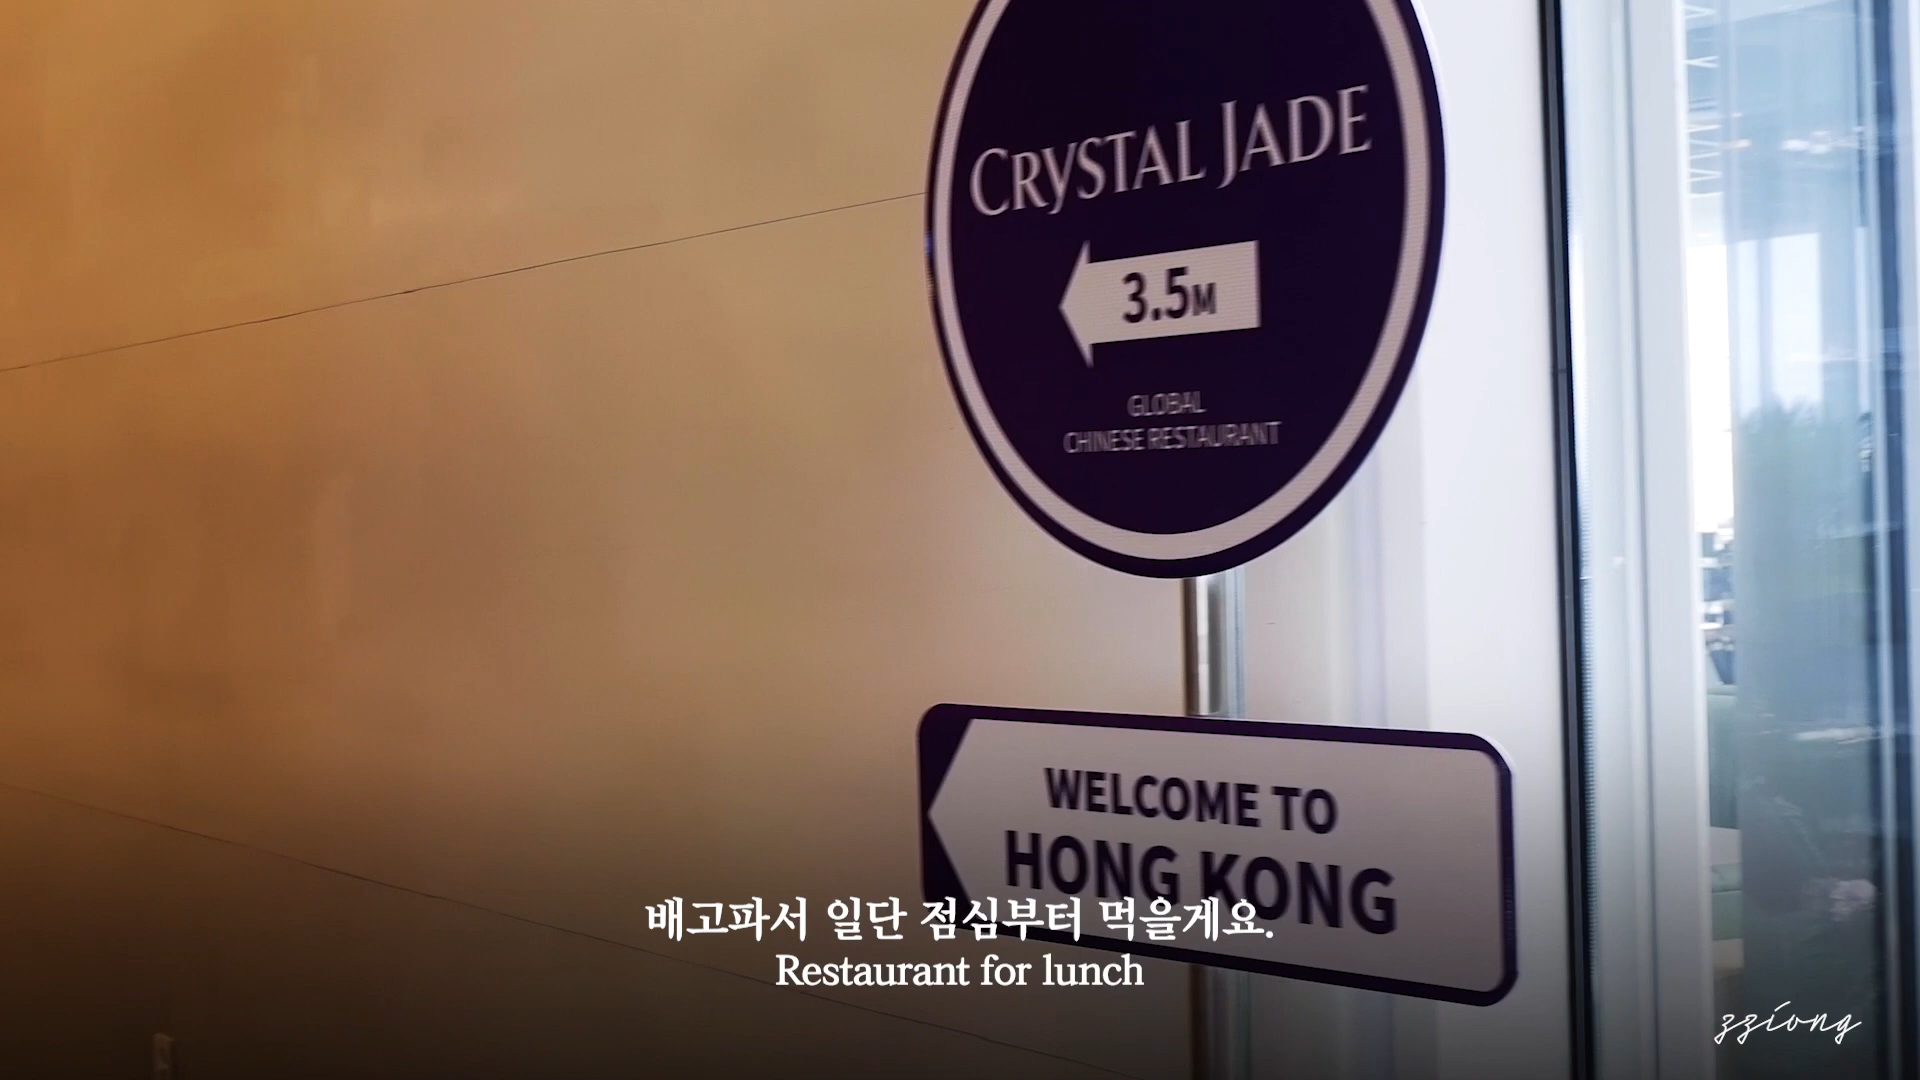 CRYSTAL JADE
3.5M
GLOBAL
CHINESE RESTAURANT
WELCOME TO
HONG KONG
배고파서 일단 점심부터 먹을게요.
Restaurant for lunch
zziong